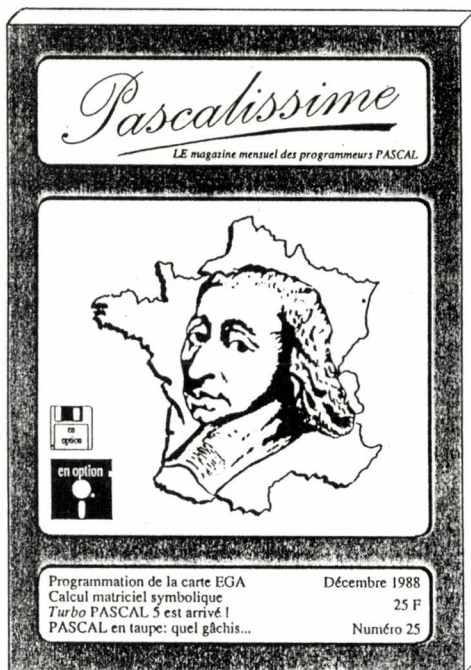 Pascalissime
LE magazine mensuel des programmeurs PASCAL
en
option
en option
Programmation de la carte EGA
Calcul matriciel symbolique
Turbo PASCAL 5 est arrivé !
PASCAL en taupe: quel gâchis...
Décembre 1988
25 F
Numéro 25